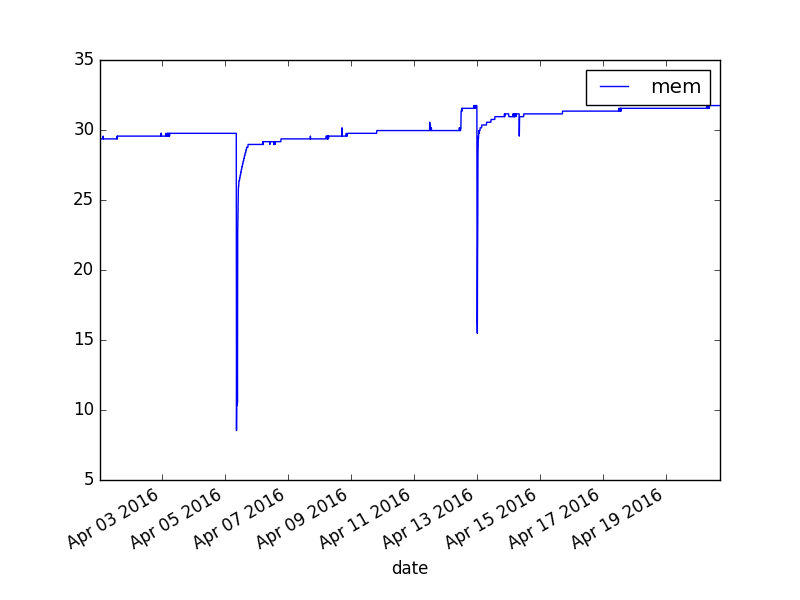 35
mem
30
25
20
15
10
5
Apr 03 2016
Apr 05 2016
Apr 07 2016
Apr 09 2016
Apr 11 2016
Apr 13 2016
Apr 15 2016
Apr 17 2016
Apr 19 2016
date